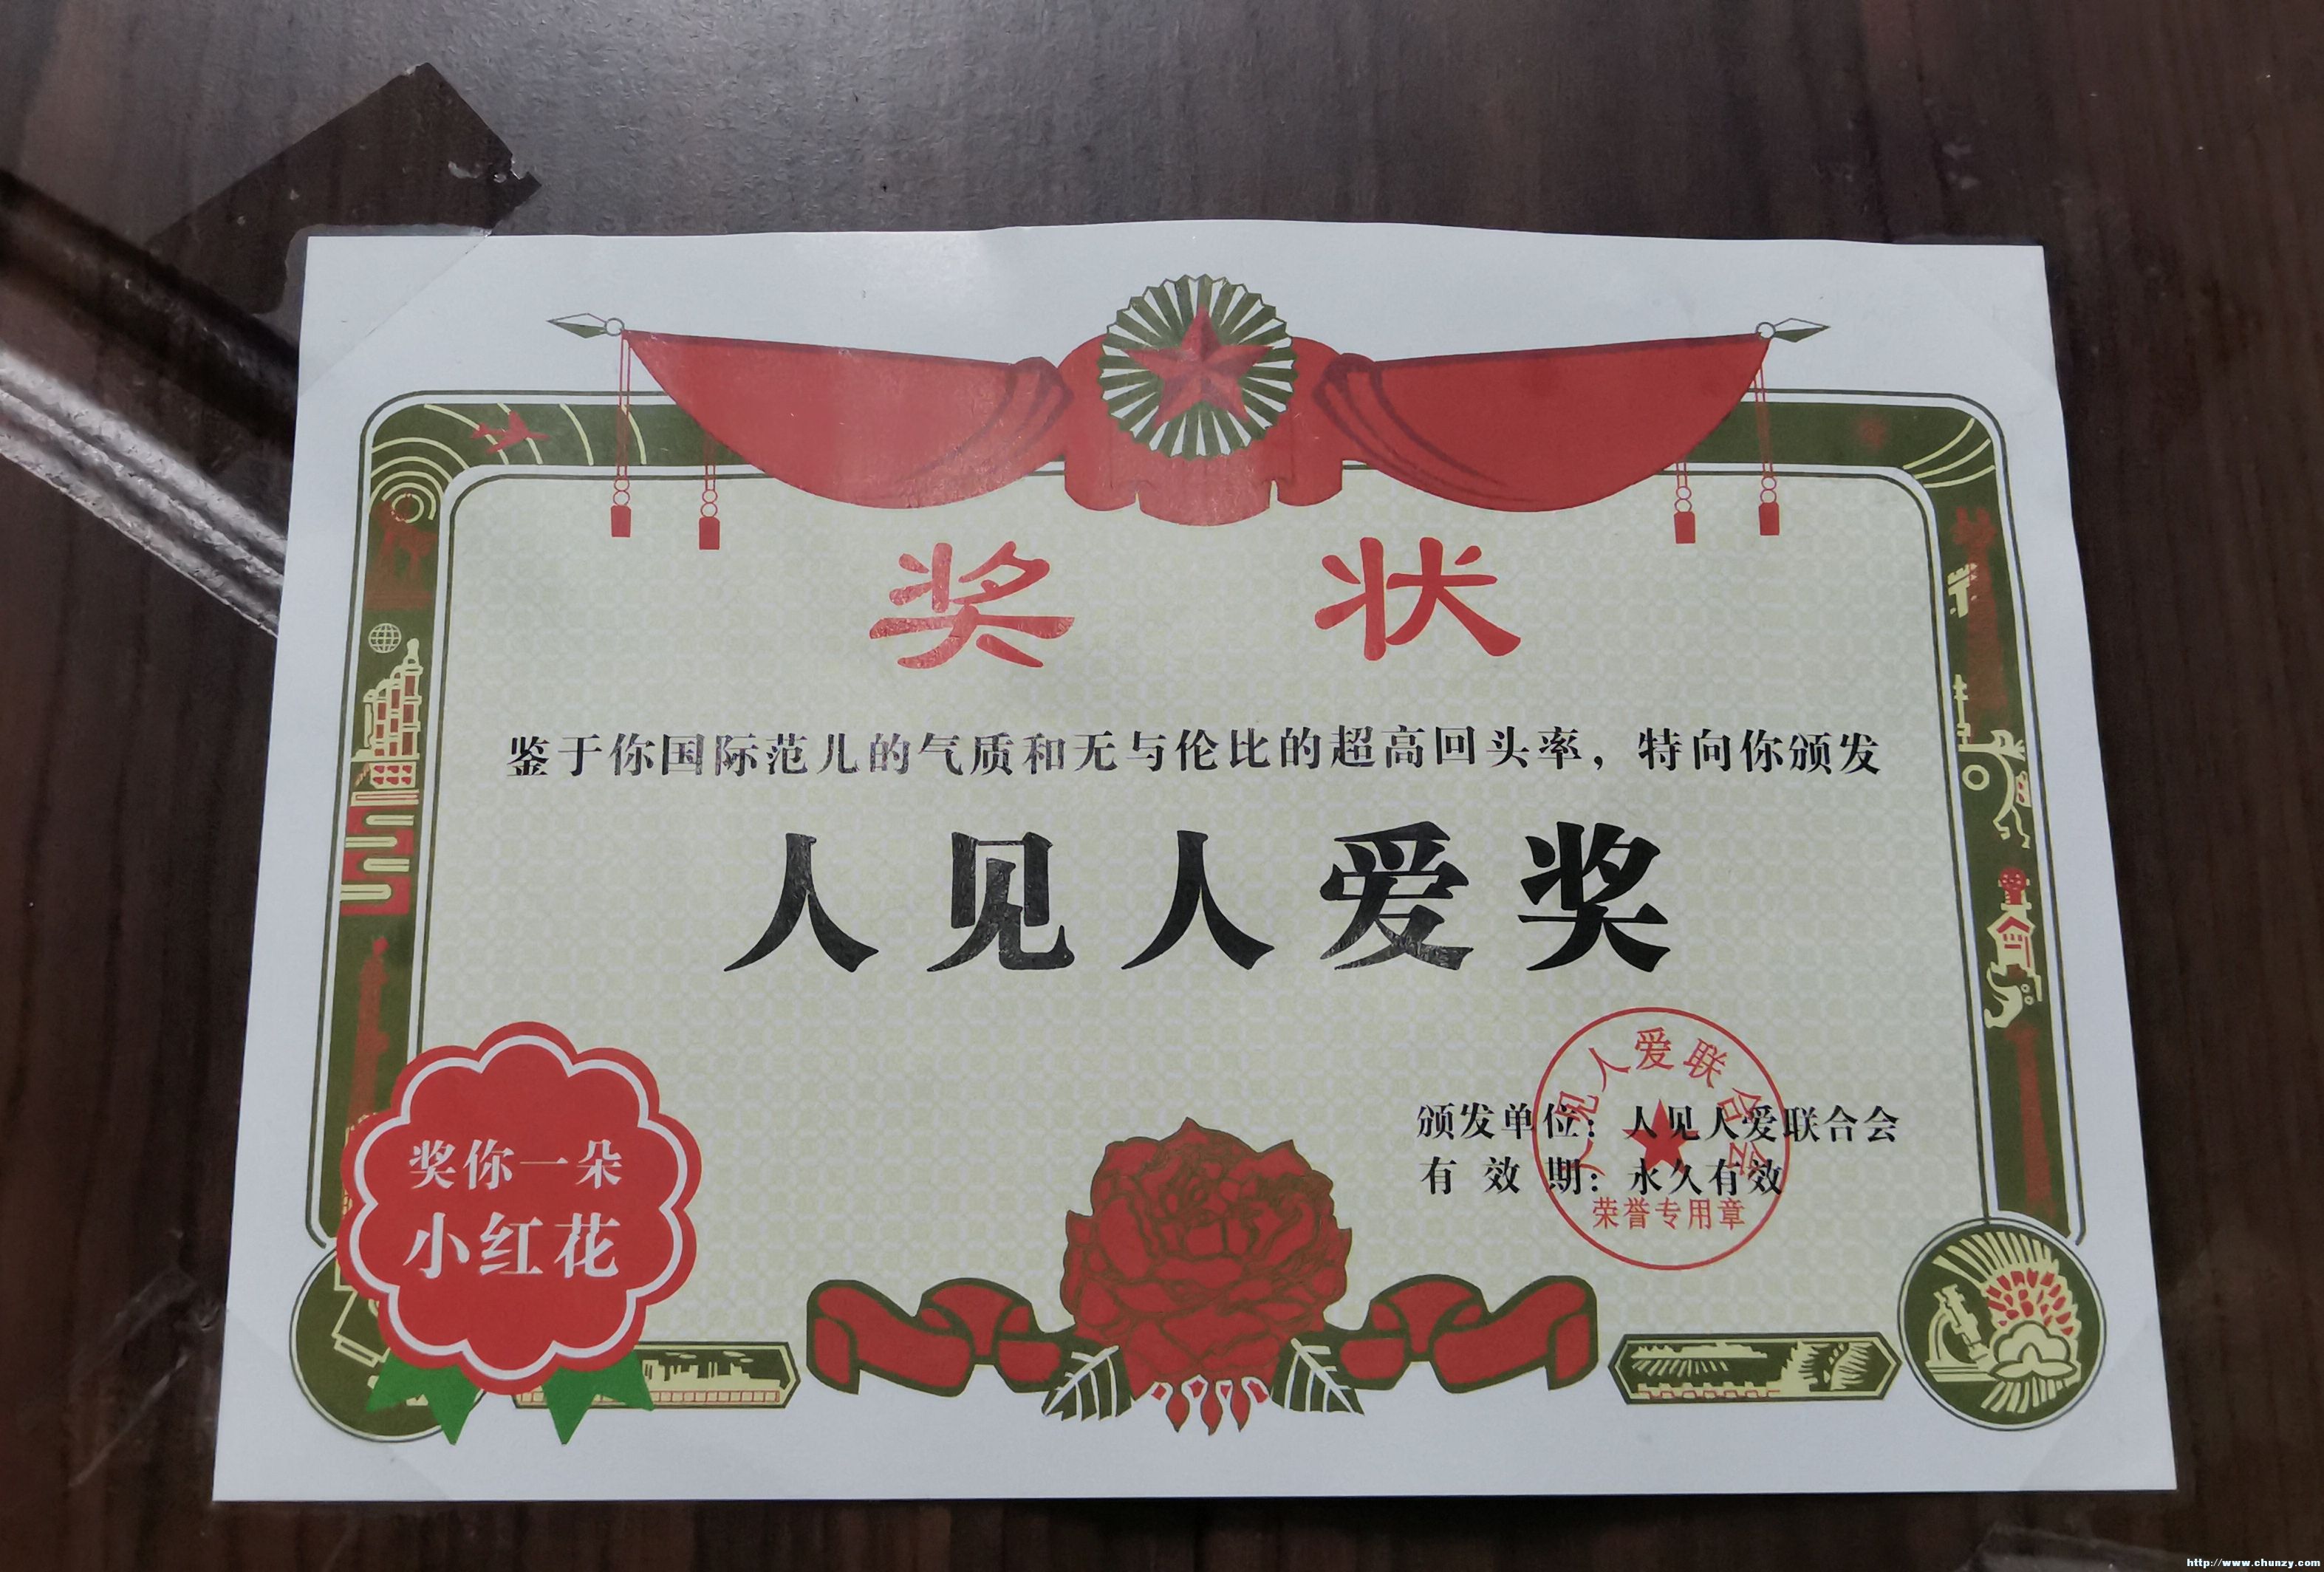 奖 状
鉴于你国际范儿的气质和无与伦比的超高回头率，特向你颁发
人见人爱奖
奖你一朵
小红花
颁发单位：人见人爱联合会
有 效 期：永久有效
人见人爱联合会
荣誉专用章
http://www.chunzy.com